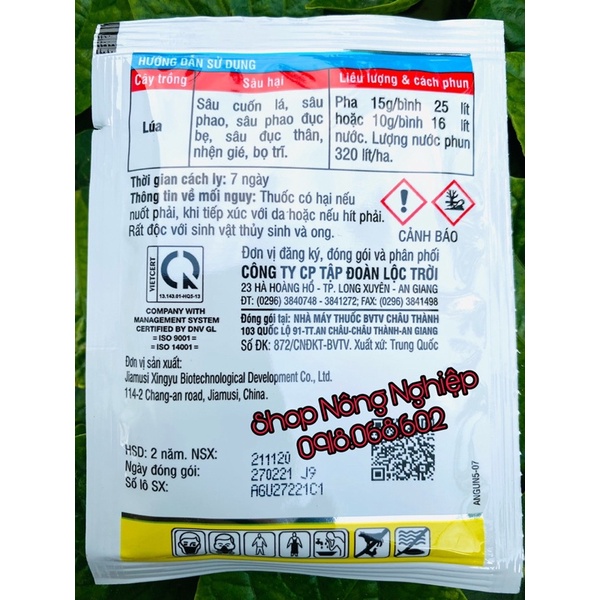 HƯỚNG DẪN SỬ DỤNG
Cây trồng Sâu hại Liều lượng & cách phun
Lúa
Sâu cuốn lá, sâu phao, sâu phao đục bẹ, sâu đục thân, nhện gié, bọ trĩ.
Pha 15g/bình 25 lít hoặc 10g/bình 16 lít nước. Lượng nước phun 320 lít/ha.
Thời gian cách ly: 7 ngày
Thông tin về mối nguy: Thuốc có hại nếu
nuốt phải, khi tiếp xúc với da hoặc nếu hít phải.
Rất độc với sinh vật thủy sinh và ong.
CẢNH BÁO
VIETCERT
13.143.01-HQ5-13
COMPANY WITH
MANAGEMENT SYSTEM
CERTIFIED BY DNV GL
= ISO 9001 =
= ISO 14001 =
Đơn vị đăng ký, đóng gói và phân phối
CÔNG TY CP TẬP ĐOÀN LỘC TRỜI
23 HÀ HOÀNG HỔ - TP. LONG XUYÊN - AN GIANG
ĐT: (0296) 3840748 - 3841272; FAX: (0296) 3841498
Đóng gói tại: NHÀ MÁY THUỐC BVTV CHÂU THÀNH
103 QUỐC LỘ 91-TT.AN CHÂU-CHÂU THÀNH-AN GIANG
Số ĐK: 872/CNĐKT-BVTV. Xuất xứ: Trung Quốc
Đơn vị sản xuất:
Jiamusi Xingyu Biotechnological Development Co., Ltd.
114-2 Chang-an road, Jiamusi, China.
Shop Nông Nghiệp
0918.068.602
HSD: 2 năm. NSX: 211120
Ngày đóng gói: 270221 J9
Số lô SX: AGU27221C1
ANGUN5-07